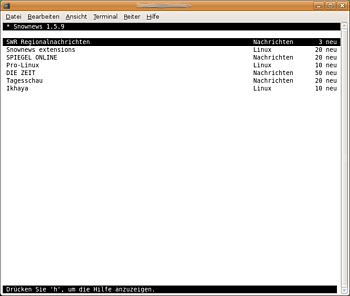 Datei Bearbeiten Ansicht Terminal Reiter Hilfe
* Snownews 1.5.9
SWR Regionalnachrichten Nachrichten 3 neu
Snownews extensions Linux 20 neu
SPIEGEL ONLINE Nachrichten 20 neu
Pro-Linux Linux 10 neu
DIE ZEIT Nachrichten 50 neu
Tagesschau Nachrichten 20 neu
Ikhaya Linux 10 neu
Drücken Sie 'h', um die Hilfe anzuzeigen.